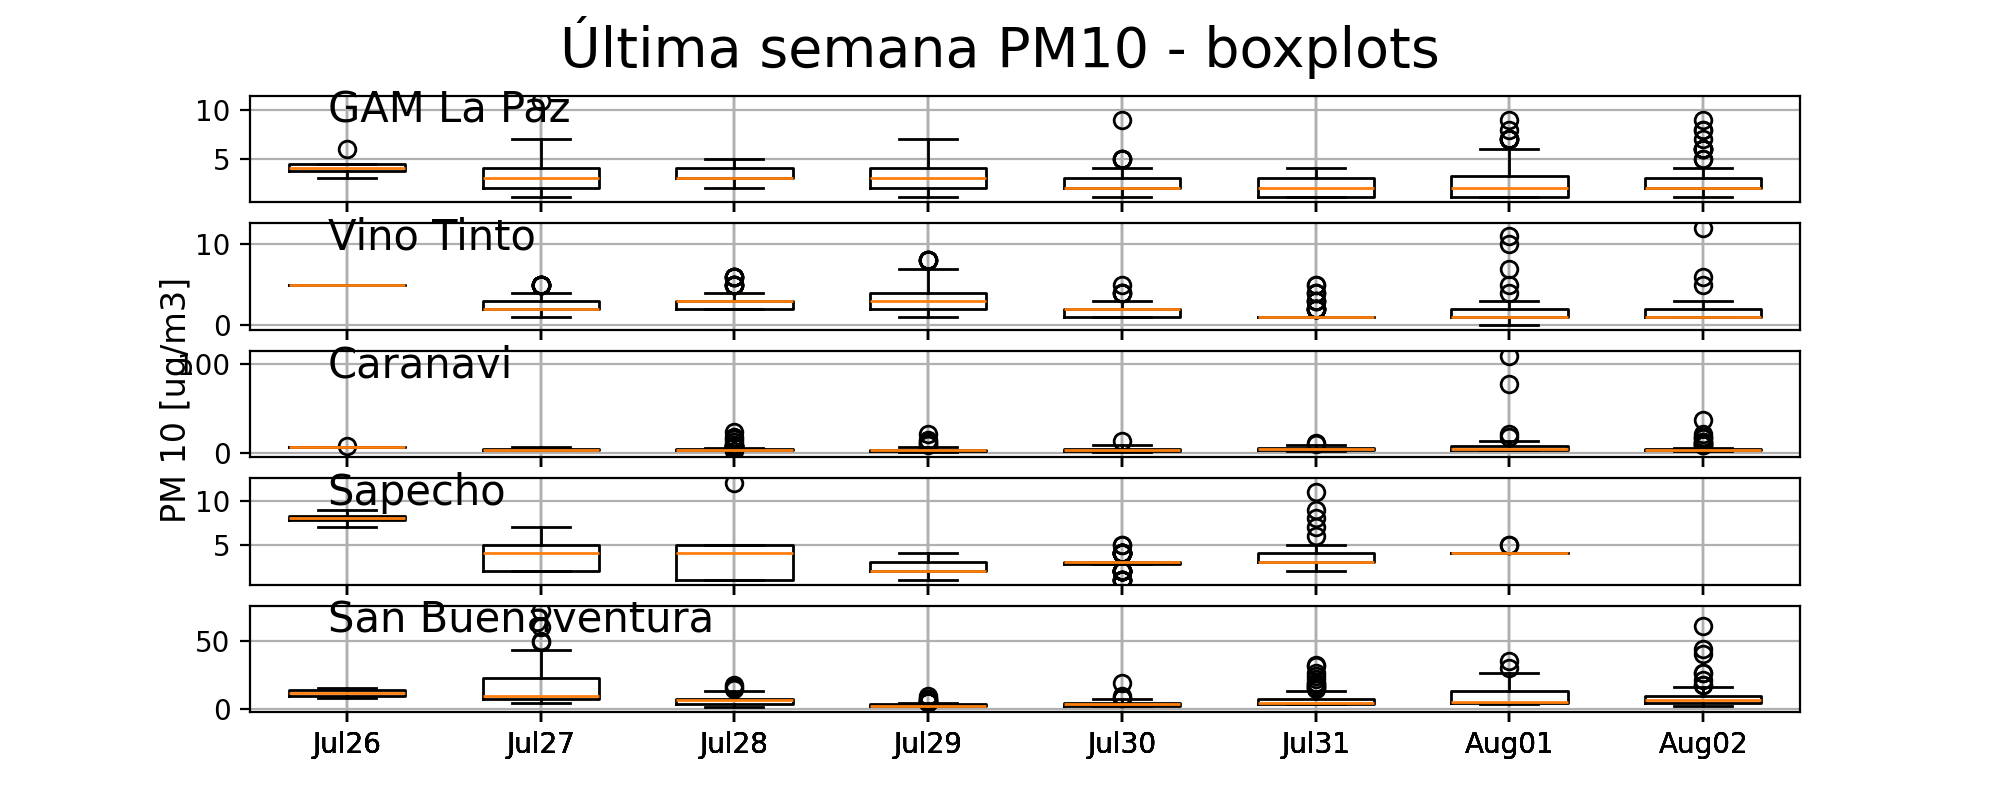 Última semana PM10 - boxplots
GAM La Paz
10
5
Vino Tinto
10
0
PM 10 [ug/m3]
Caranavi
100
0
Sapecho
10
5
San Buenaventura
50
0
Jul26 Jul27 Jul28 Jul29 Jul30 Jul31 Aug01 Aug02